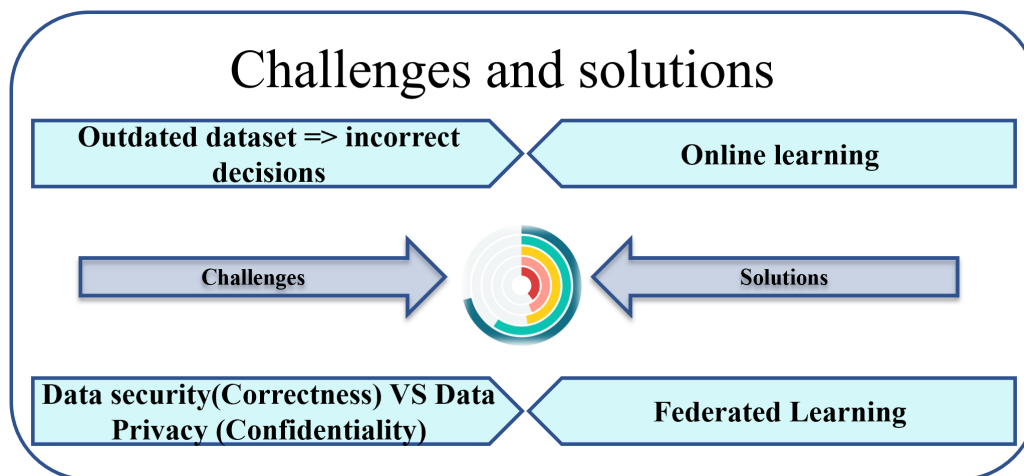 Challenges and solutions
Outdated dataset => incorrect
decisions
Online learning
Challenges
Solutions
Data security(Correctness) VS Data
Privacy (Confidentiality)
Federated Learning